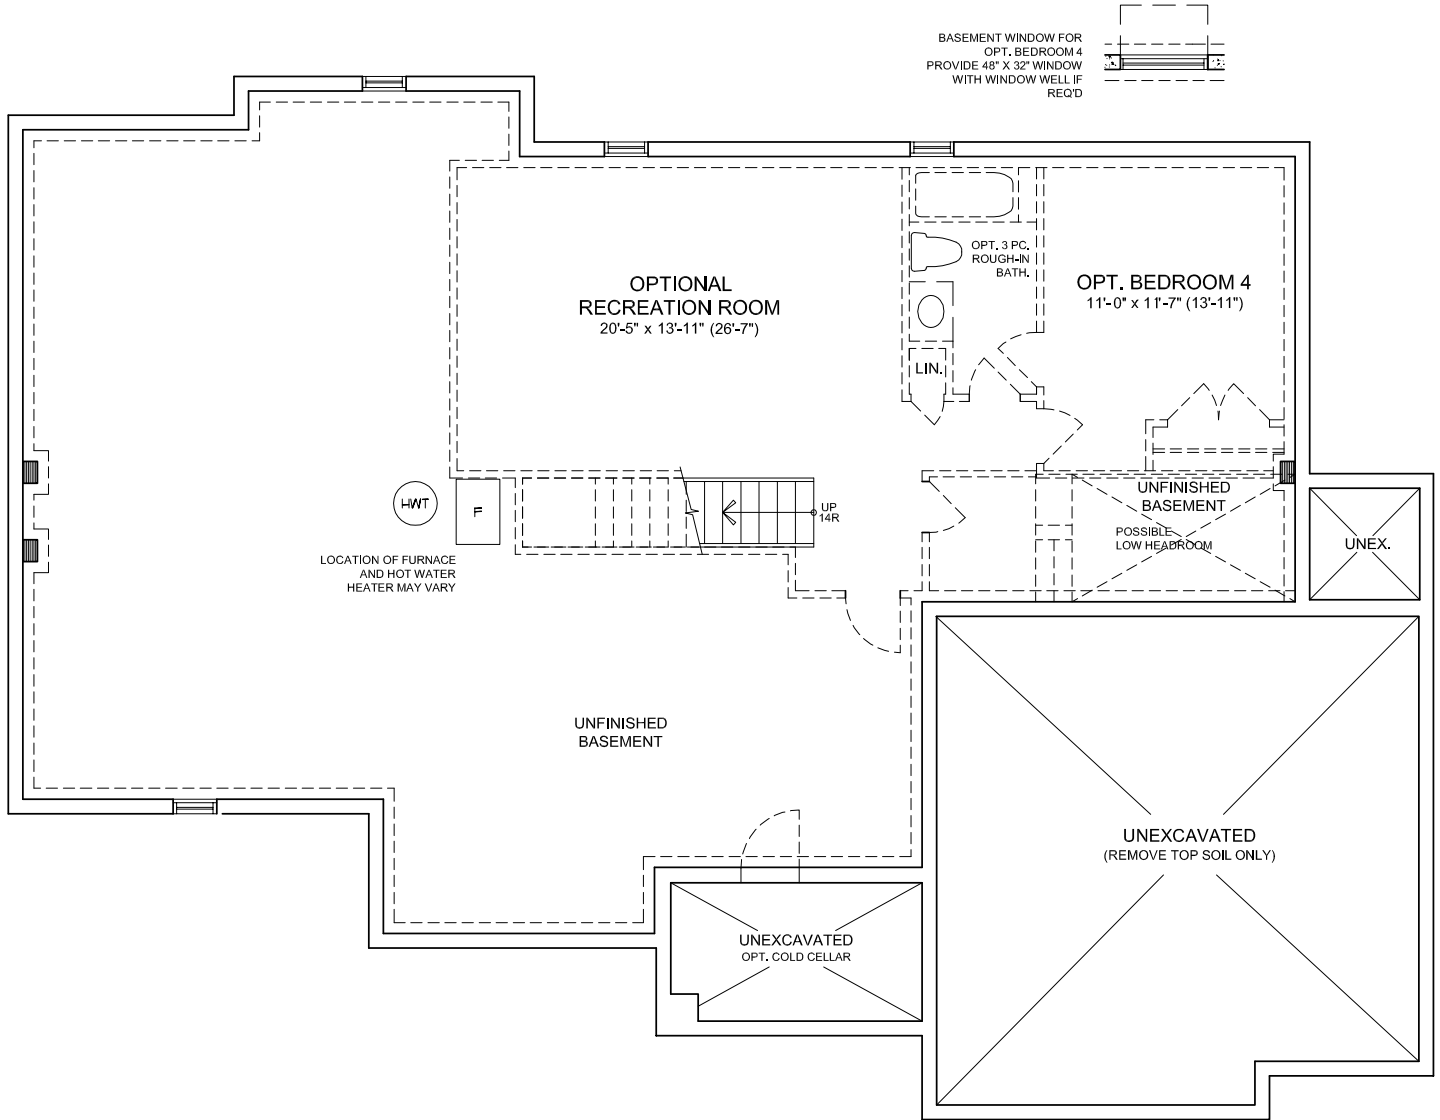 BASEMENT WINDOW FOR
OPT. BEDROOM 4
PROVIDE 48" X 32" WINDOW
WITH WINDOW WELL IF
REQ'D
OPTIONAL
RECREATION ROOM
20'-5" x 13'-11" (26'-7")
OPT. 3 PC.
ROUGH-IN
BATH.
OPT. BEDROOM 4
11'-0" x 11'-7" (13'-11")
LIN.
HWT
F
UP
14R
LOCATION OF FURNACE
AND HOT WATER
HEATER MAY VARY
UNFINISHED
BASEMENT
POSSIBLE
LOW HEADROOM
UNEX.
UNFINISHED
BASEMENT
UNEXCAVATED
(REMOVE TOP SOIL ONLY)
UNEXCAVATED
OPT. COLD CELLAR